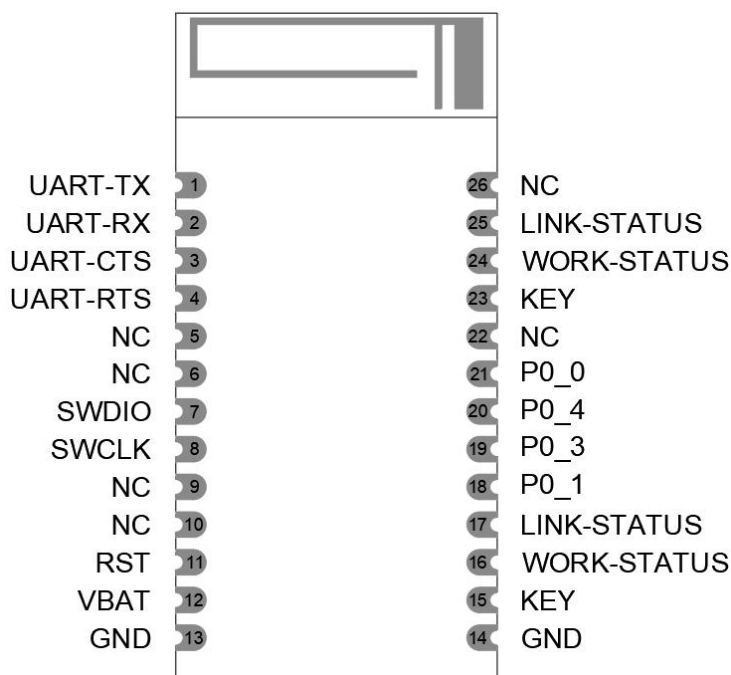 UART-TX 1 26 NC
UART-RX 2 25 LINK-STATUS
UART-CTS 3 24 WORK-STATUS
UART-RTS 4 23 KEY
NC 5 22 NC
NC 6 21 P0_0
SWDIO 7 20 P0_4
SWCLK 8 19 P0_3
NC 9 18 P0_1
NC 10 17 LINK-STATUS
RST 11 16 WORK-STATUS
VBAT 12 15 KEY
GND 13 14 GND